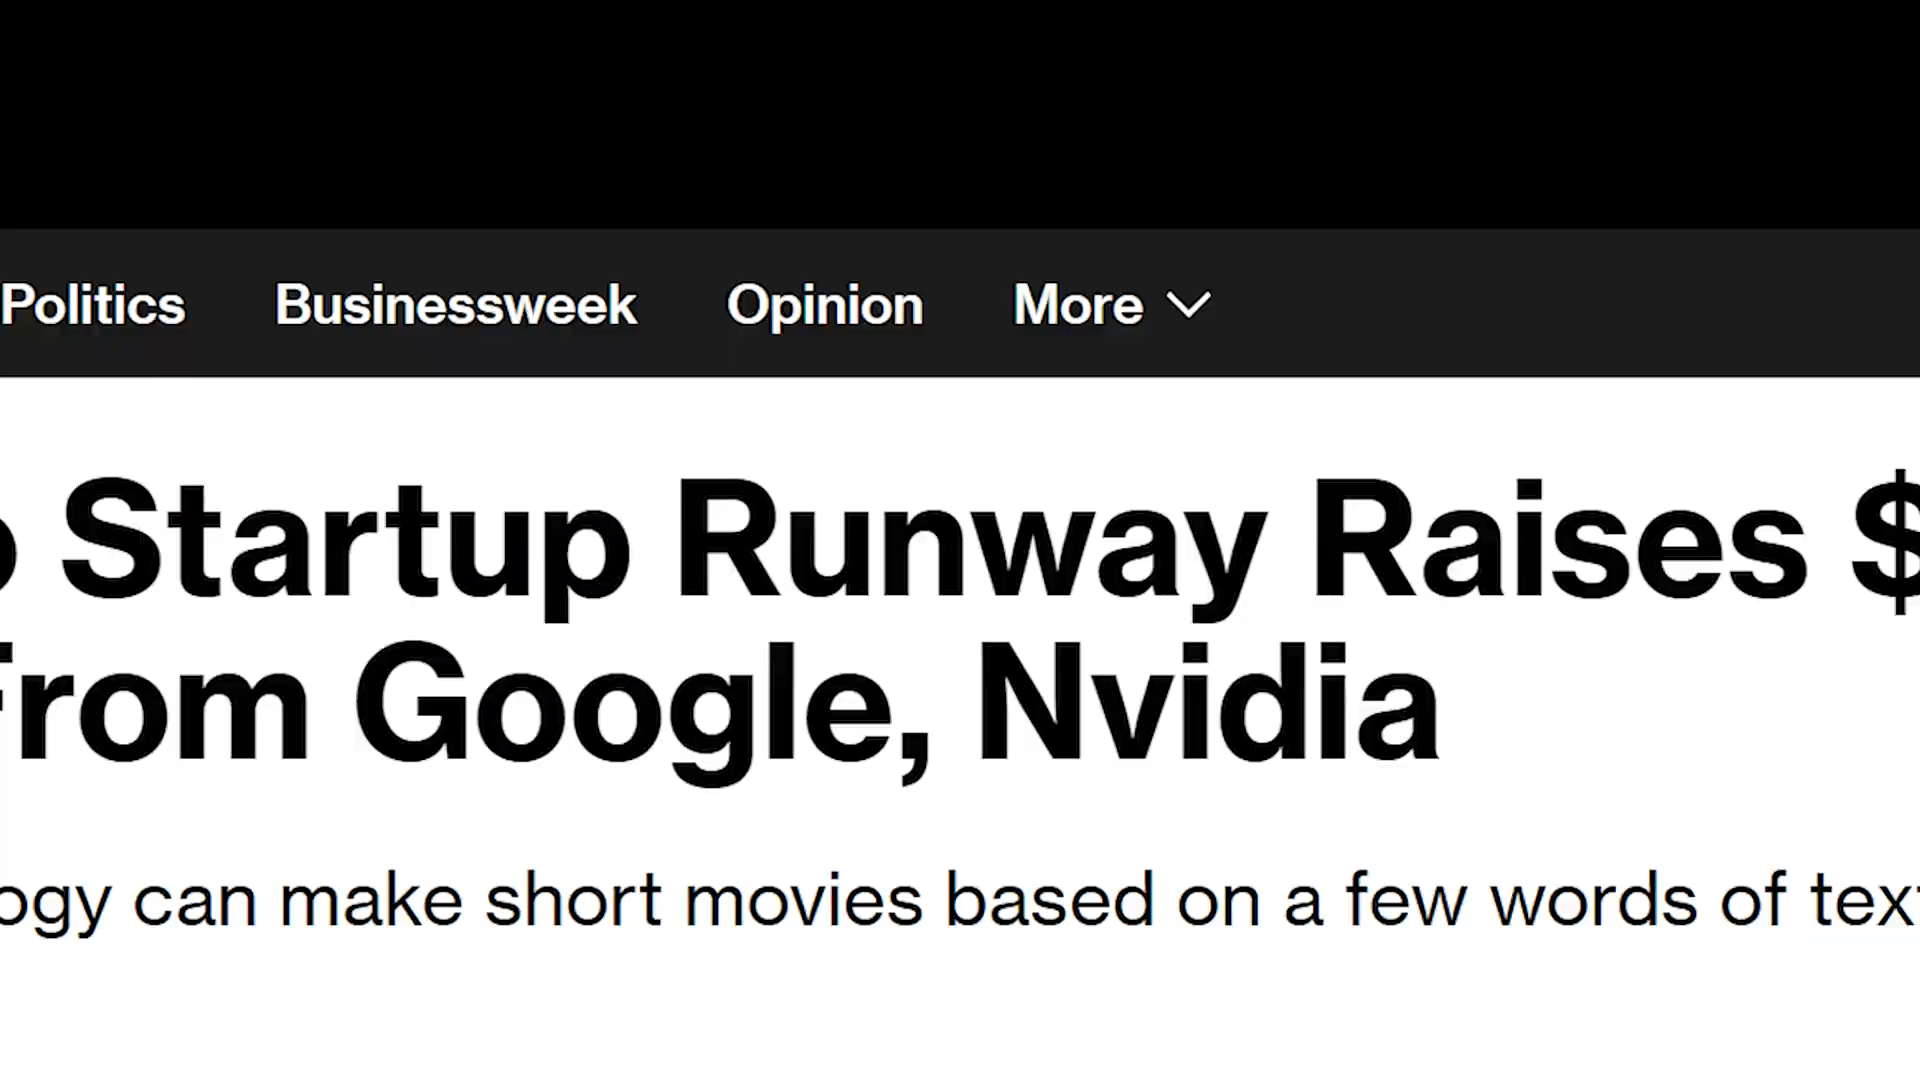 Politics Businessweek Opinion More
Startup Runway Raises $
From Google, Nvidia
can make short movies based on a few words of text